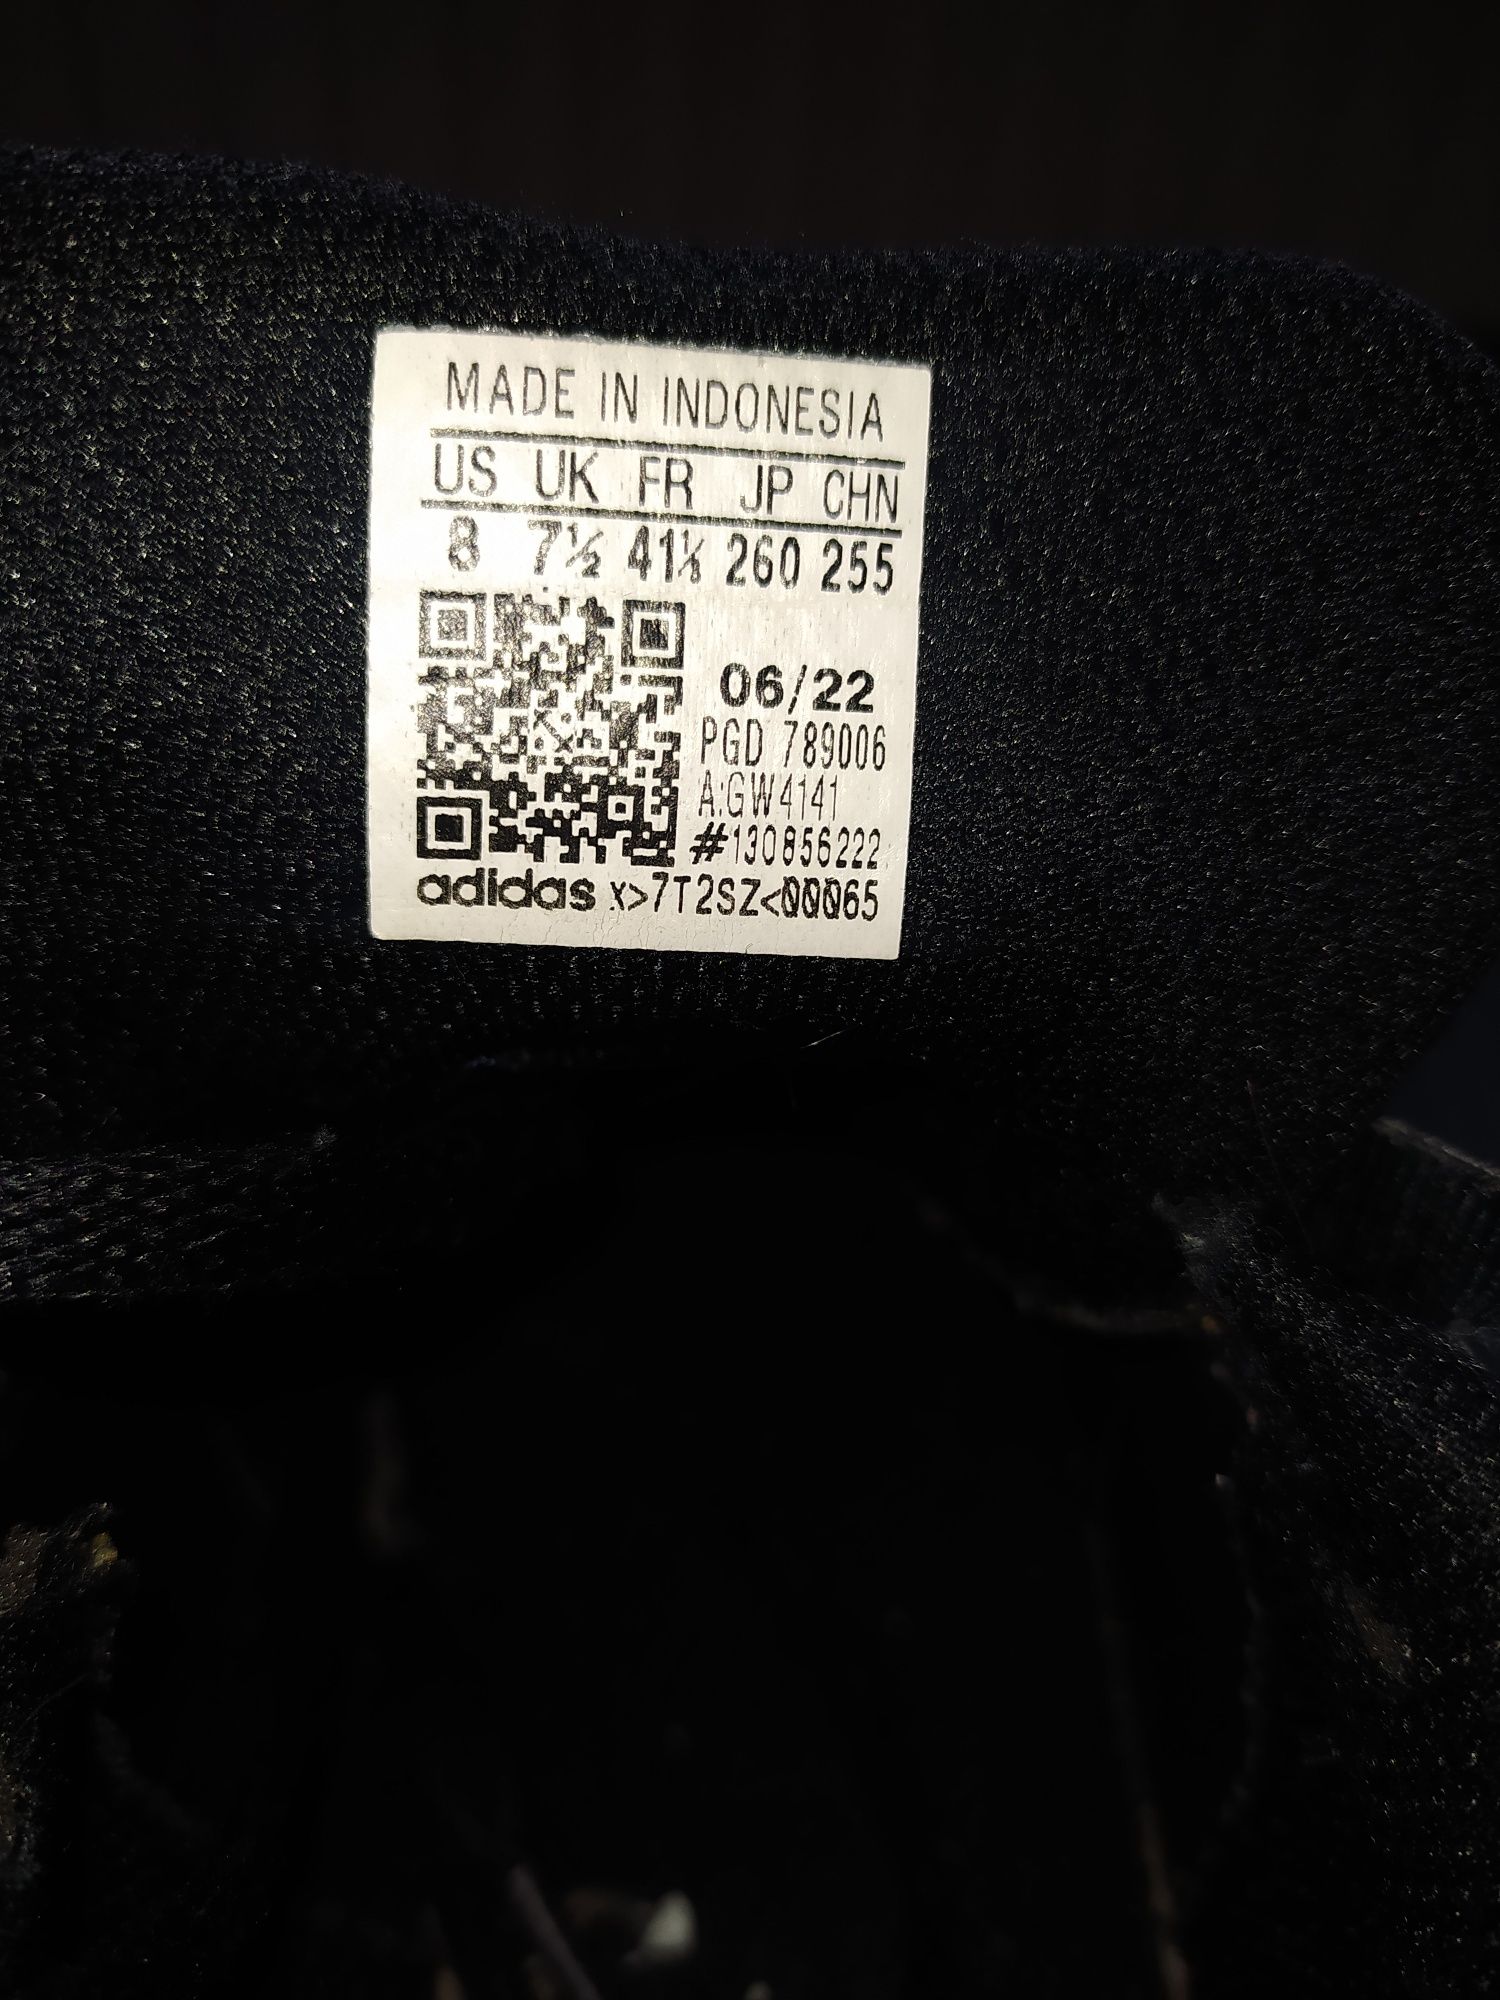 MADE IN INDONESIA
US UK FR JP CHN
8 7½ 41⅓ 260 255
06/22
PGD 789006
A:GW4141
#130856222
adidas X>7T2SZ<00065